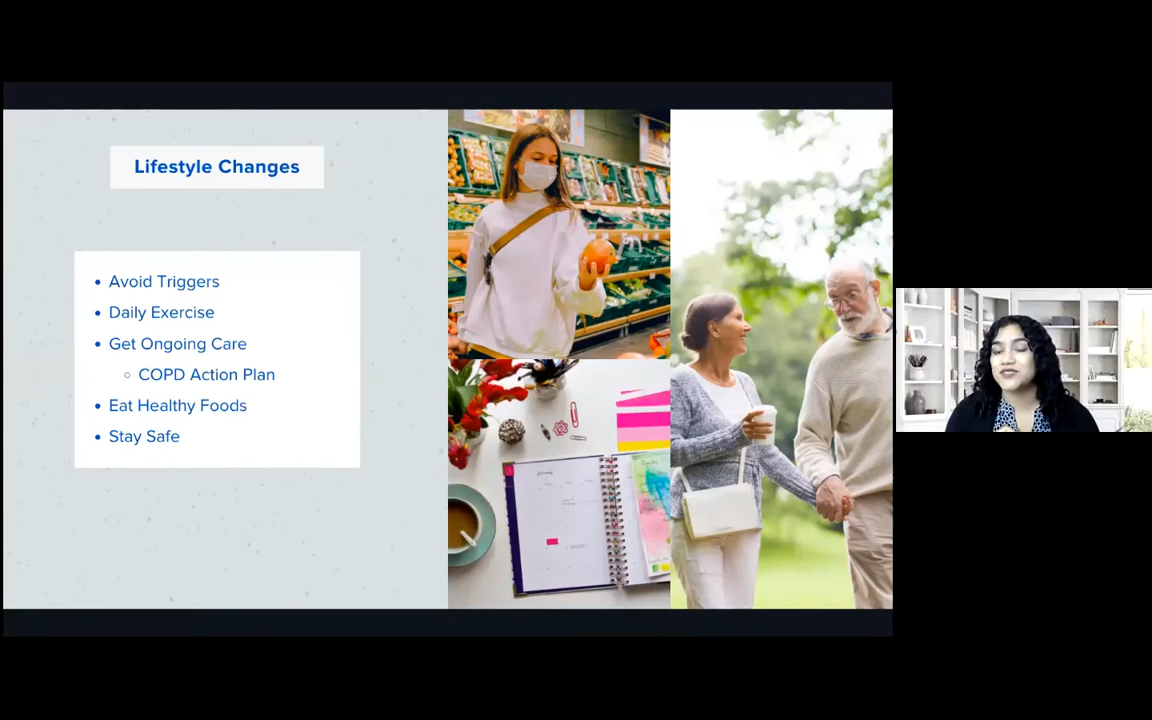 Lifestyle Changes
Avoid Triggers
Daily Exercise
Get Ongoing Care
COPD Action Plan
Eat Healthy Foods
Stay Safe